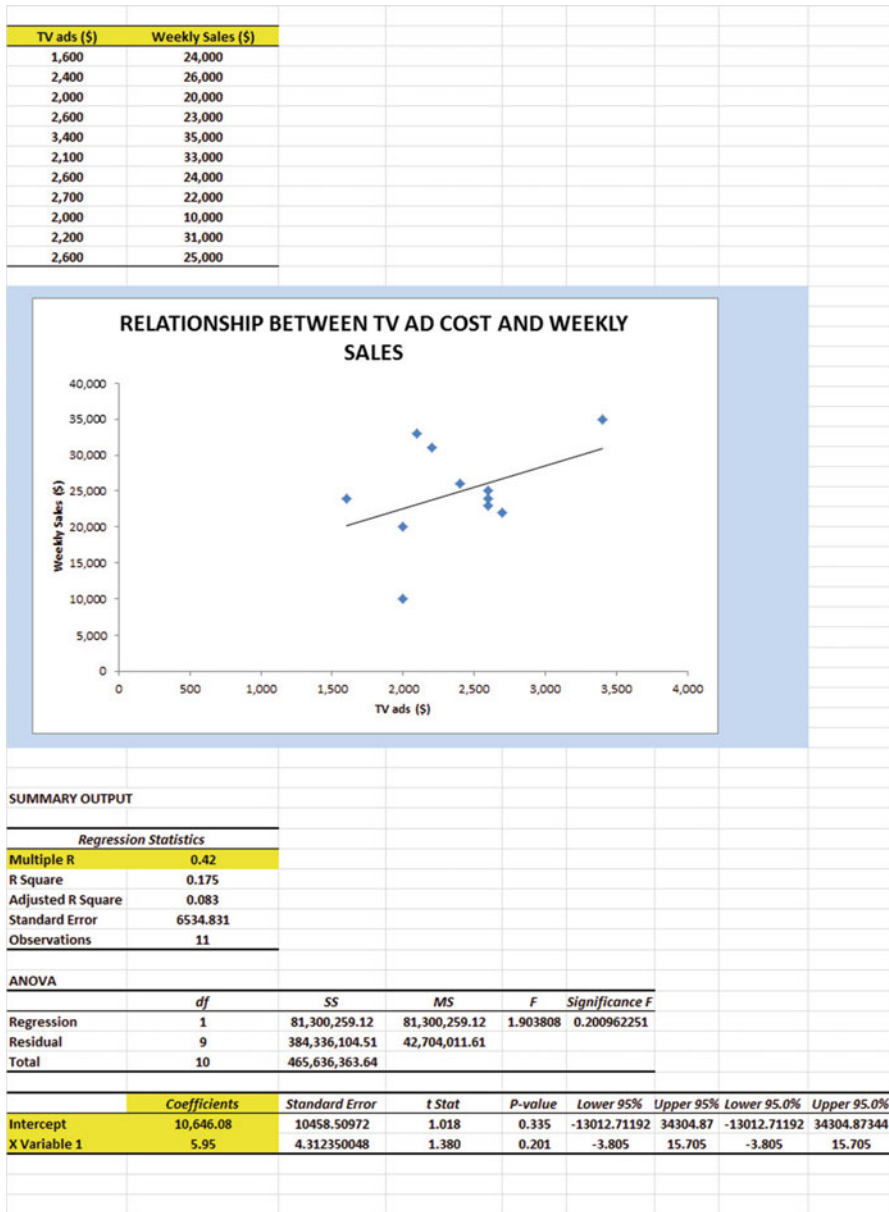 TV ads ($) Weekly Sales ($)
1,600 24,000
2,400 26,000
2,000 20,000
2,600 23,000
3,400 35,000
2,100 33,000
2,600 24,000
2,700 22,000
2,000 10,000
2,200 31,000
2,600 25,000
RELATIONSHIP BETWEEN TV AD COST AND WEEKLY
SALES
40,000
35,000
30,000
25,000
20,000
15,000
10,000
5,000
0
Weekly Sales ($)
0 500 1,000 1,500 2,000 2,500 3,000 3,500 4,000
TV ads ($)
SUMMARY OUTPUT
Regression Statistics
Multiple R 0.42
R Square 0.175
Adjusted R Square 0.083
Standard Error 6534.831
Observations 11
ANOVA
df SS MS F Significance F
Regression 1 81,300,259.12 81,300,259.12 1.903808 0.200962251
Residual 9 384,336,104.51 42,704,011.61
Total 10 465,636,363.64
Coefficients Standard Error t Stat P-value Lower 95% Upper 95% Lower 95.0% Upper 95.0%
Intercept 10,646.08 10458.50972 1.018 0.335 -13012.71192 34304.87 -13012.71192 34304.87344
X Variable 1 5.95 4.312350048 1.380 0.201 -3.805 15.705 -3.805 15.705